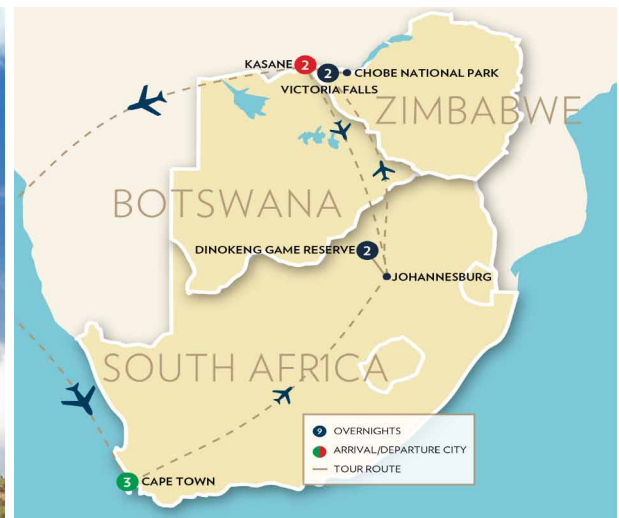 KASANE 2
2 CHOBE NATIONAL PARK
VICTORIA FALLS
ZIMBABWE
BOTSWANA
DINOKENG GAME RESERVE 2
JOHANNESBURG
SOUTH AFRICA
9 OVERNIGHTS
ARRIVAL/DEPARTURE CITY
TOUR ROUTE
3 CAPE TOWN